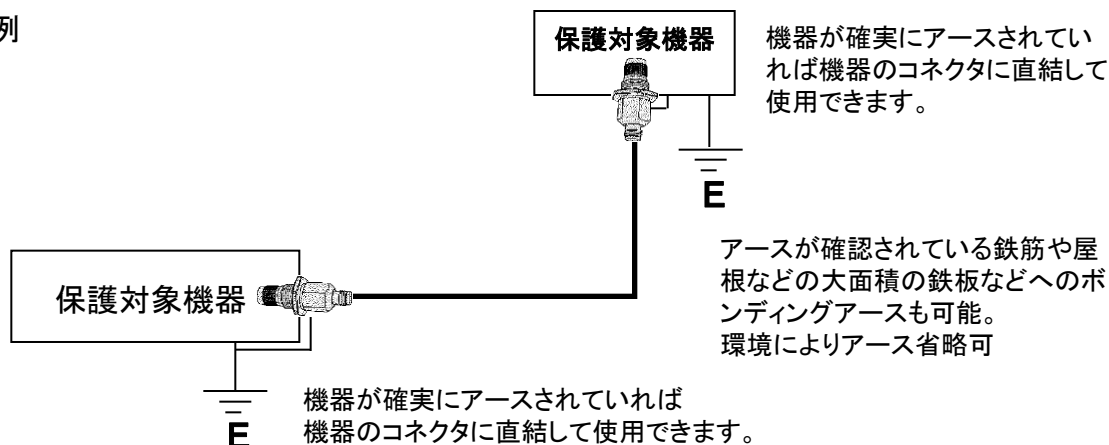 例
保護対象機器
機器が確実にアースされてい
れば機器のコネクタに直結して
使用できます。
E
アースが確認されている鉄筋や屋
根などの大面積の鉄板などへのボ
ンディングアースも可能。
環境によりアース省略可
保護対象機器
E
機器が確実にアースされていれば
機器のコネクタに直結して使用できます。